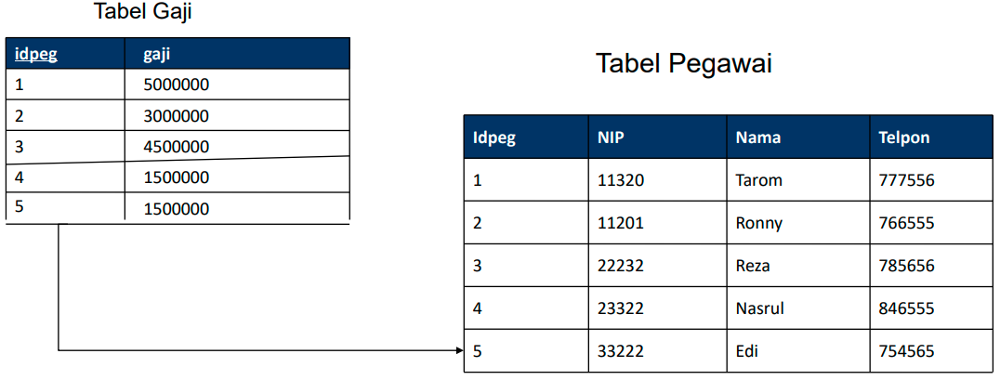 Tabel Gaji
idpeg gaji
1 5000000
2 3000000
3 4500000
4 1500000
5 1500000
Tabel Pegawai
Idpeg NIP Nama Telpon
1 11320 Tarom 777556
2 11201 Ronny 766555
3 22232 Reza 785656
4 23322 Nasrul 846555
5 33222 Edi 754565